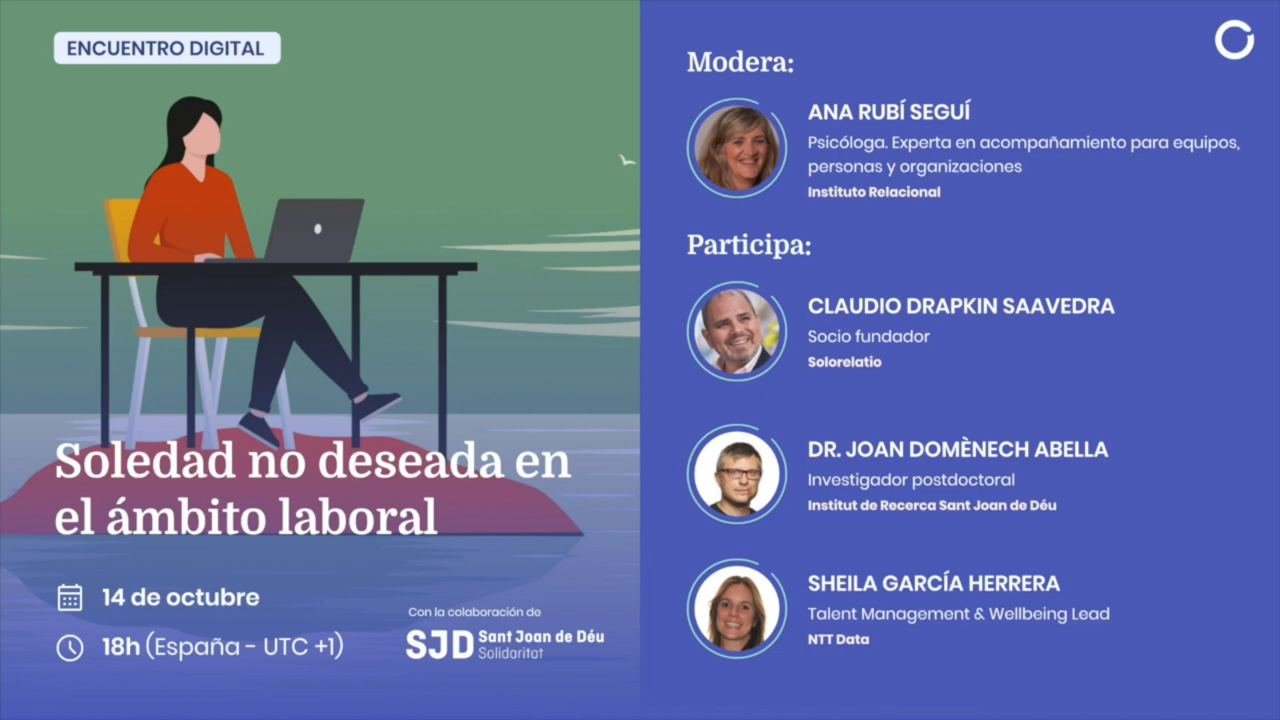 ENCUENTRO DIGITAL
Soledad no deseada en
el ámbito laboral
14 de octubre
18h (España - UTC +1)
Con la colaboración de
SJD Sant Joan de Déu
Solidaritat
Modera:
ANA RUBÍ SEGUÍ
Psicóloga. Experta en acompañamiento para equipos,
personas y organizaciones
Instituto Relacional
Participa:
CLAUDIO DRAPKIN SAAVEDRA
Socio fundador
Solorelatio
DR. JOAN DOMÈNECH ABELLA
Investigador postdoctoral
Institut de Recerca Sant Joan de Déu
SHEILA GARCÍA HERRERA
Talent Management & Wellbeing Lead
NTT Data